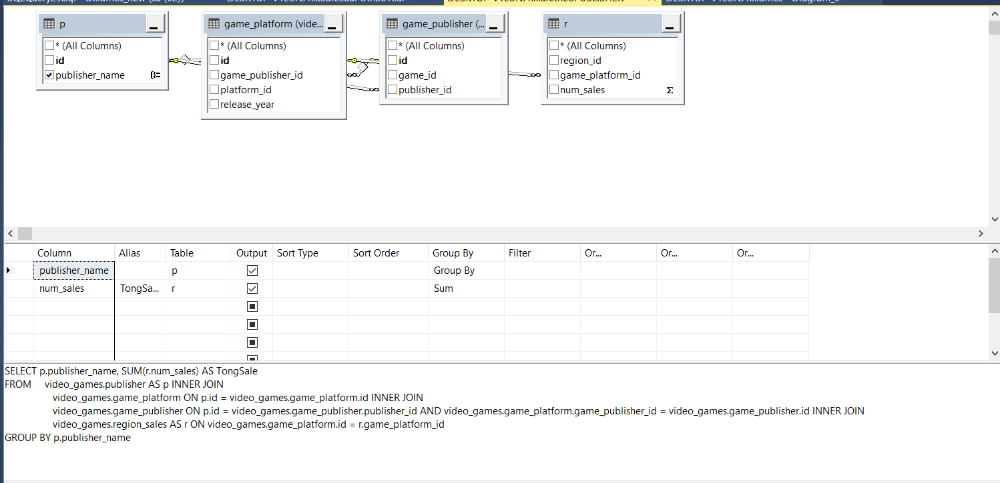 p
game_platform (vide...
game_publisher (...
r
* (All Columns)
* (All Columns)
* (All Columns)
* (All Columns)
id
id
id
region_id
publisher_name
game_publisher_id
game_id
game_platform_id
platform_id
publisher_id
num_sales
Σ
release_year
Column Alias Table Output Sort Type Sort Order Group By Filter Or... Or... Or...
publisher_name p Group By
num_sales TongSa... r Sum
SELECT p.publisher_name, SUM(r.num_sales) AS TongSale
FROM video_games.publisher AS p INNER JOIN
video_games.game_platform ON p.id = video_games.game_platform.id INNER JOIN
video_games.game_publisher ON p.id = video_games.game_publisher.publisher_id AND video_games.game_platform.game_publisher_id = video_games.game_publisher.id INNER JOIN
video_games.region_sales AS r ON video_games.game_platform.id = r.game_platform_id
GROUP BY p.publisher_name